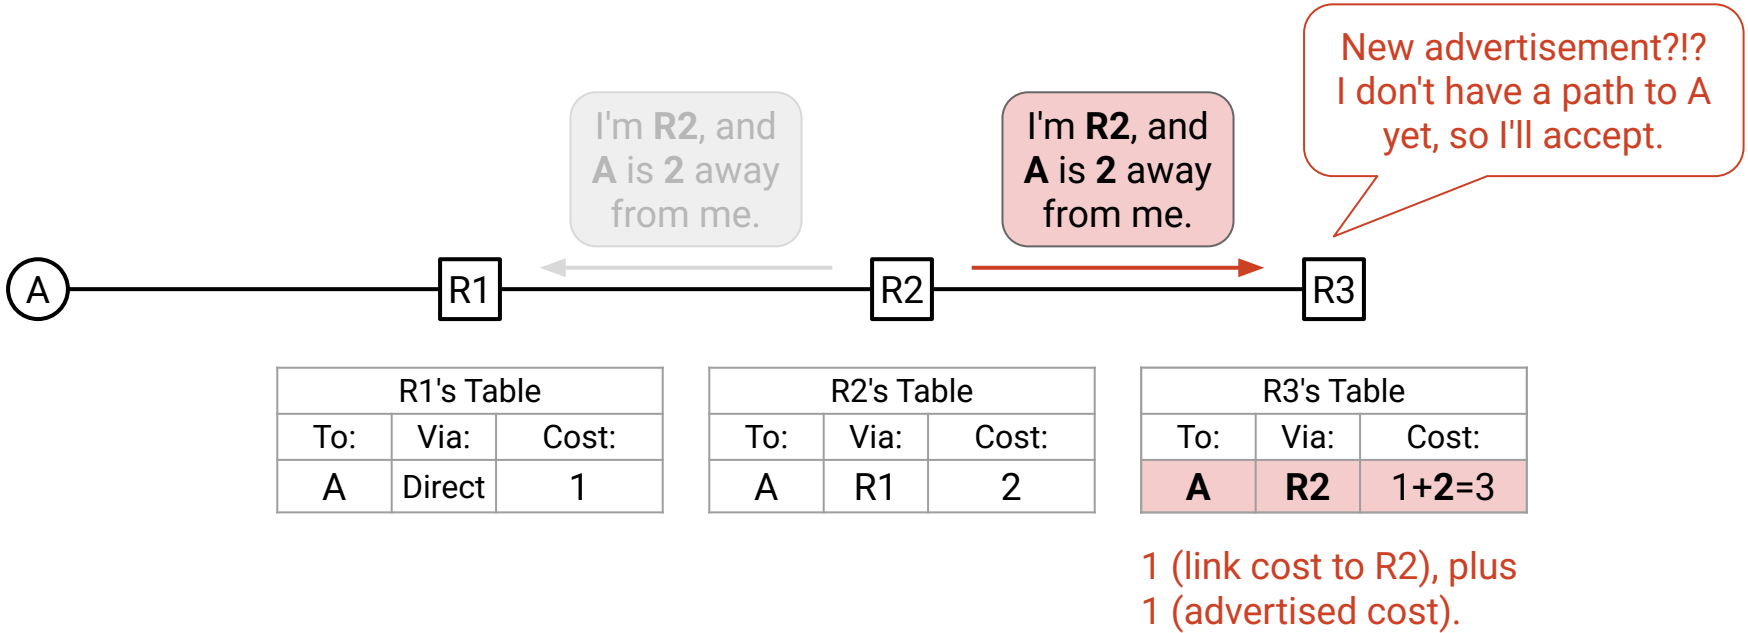 New advertisement?!?
I don't have a path to A
yet, so I'll accept.
I'm R2, and
A is 2 away
from me.
I'm R2, and
A is 2 away
from me.
A
R1
R2
R3
R1's Table
To: Via: Cost:
A Direct 1
R2's Table
To: Via: Cost:
A R1 2
R3's Table
To: Via: Cost:
A R2 1+2=3
1 (link cost to R2), plus
1 (advertised cost).